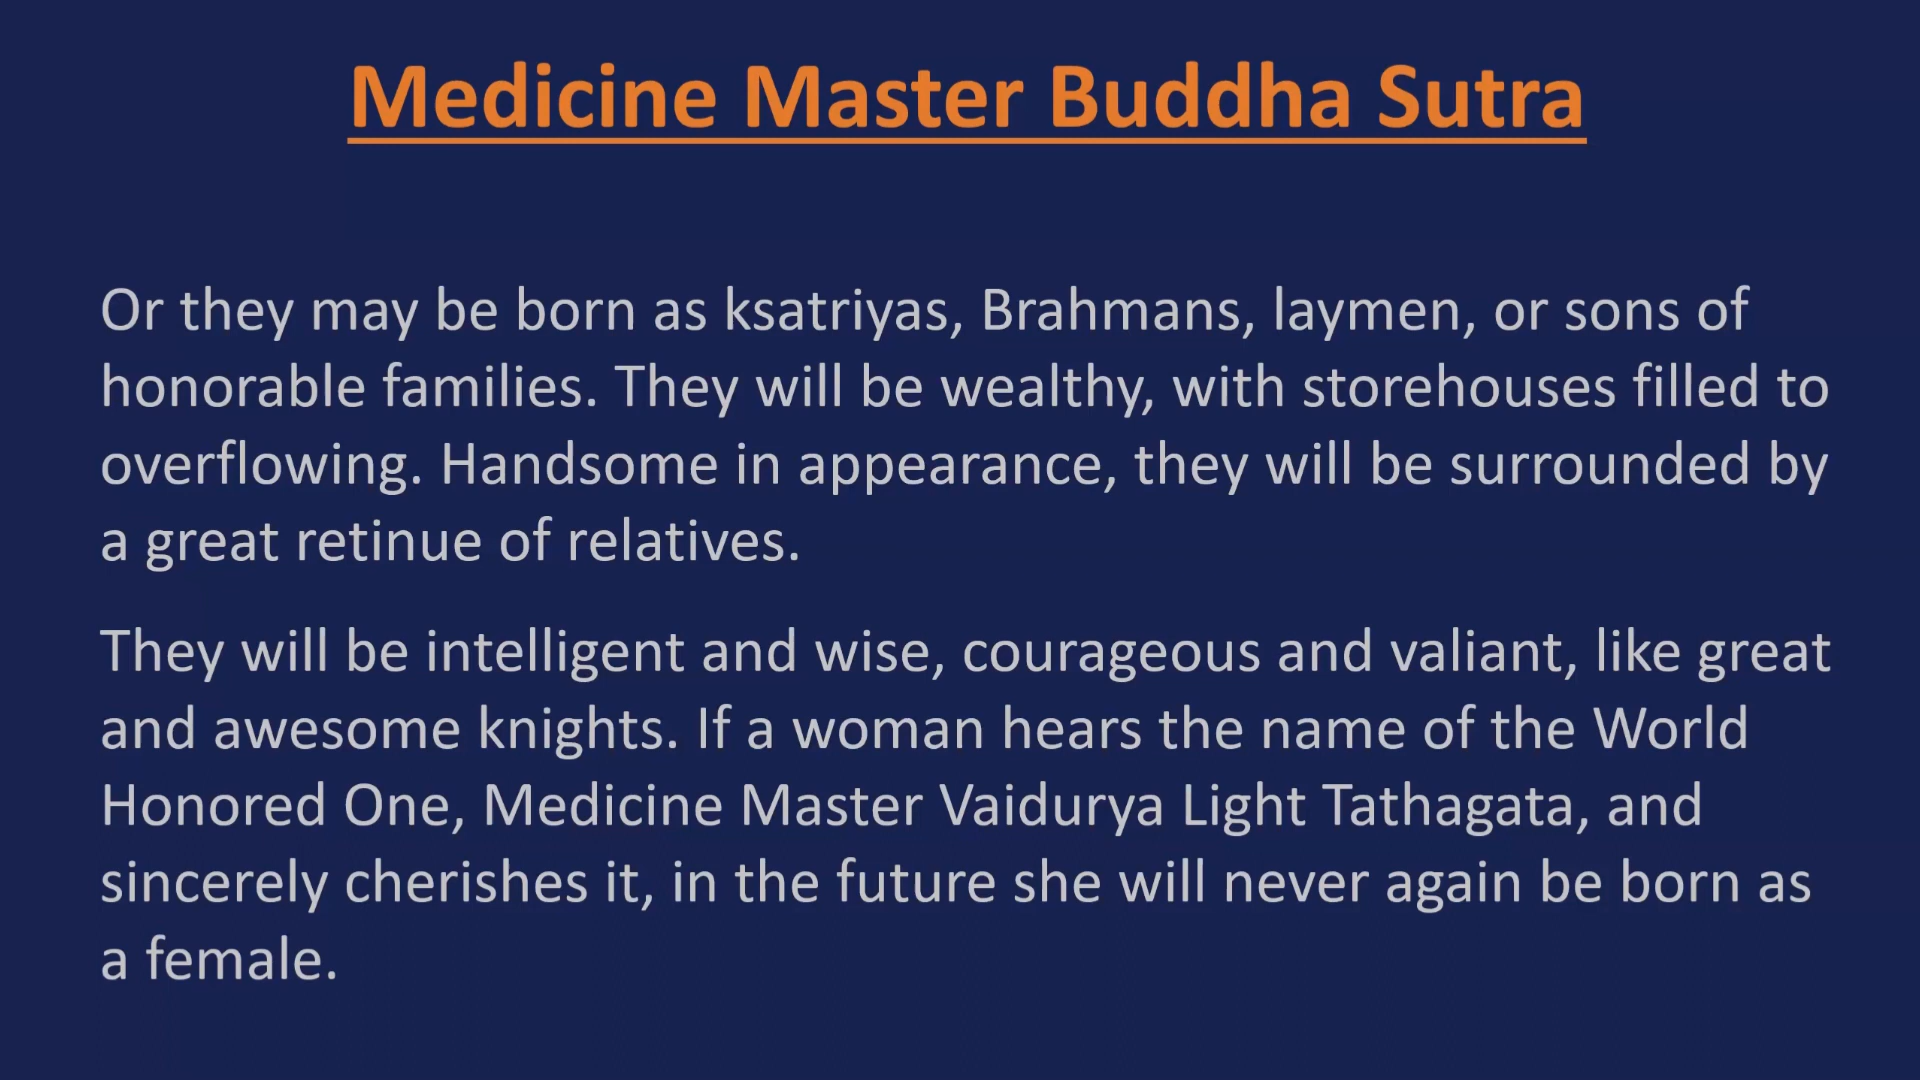 Medicine Master Buddha Sutra
Or they may be born as ksatriyas, Brahmans, laymen, or sons of
honorable families. They will be wealthy, with storehouses filled to
overflowing. Handsome in appearance, they will be surrounded by
a great retinue of relatives.
They will be intelligent and wise, courageous and valiant, like great
and awesome knights. If a woman hears the name of the World
Honored One, Medicine Master Vaidurya Light Tathagata, and
sincerely cherishes it, in the future she will never again be born as
a female.